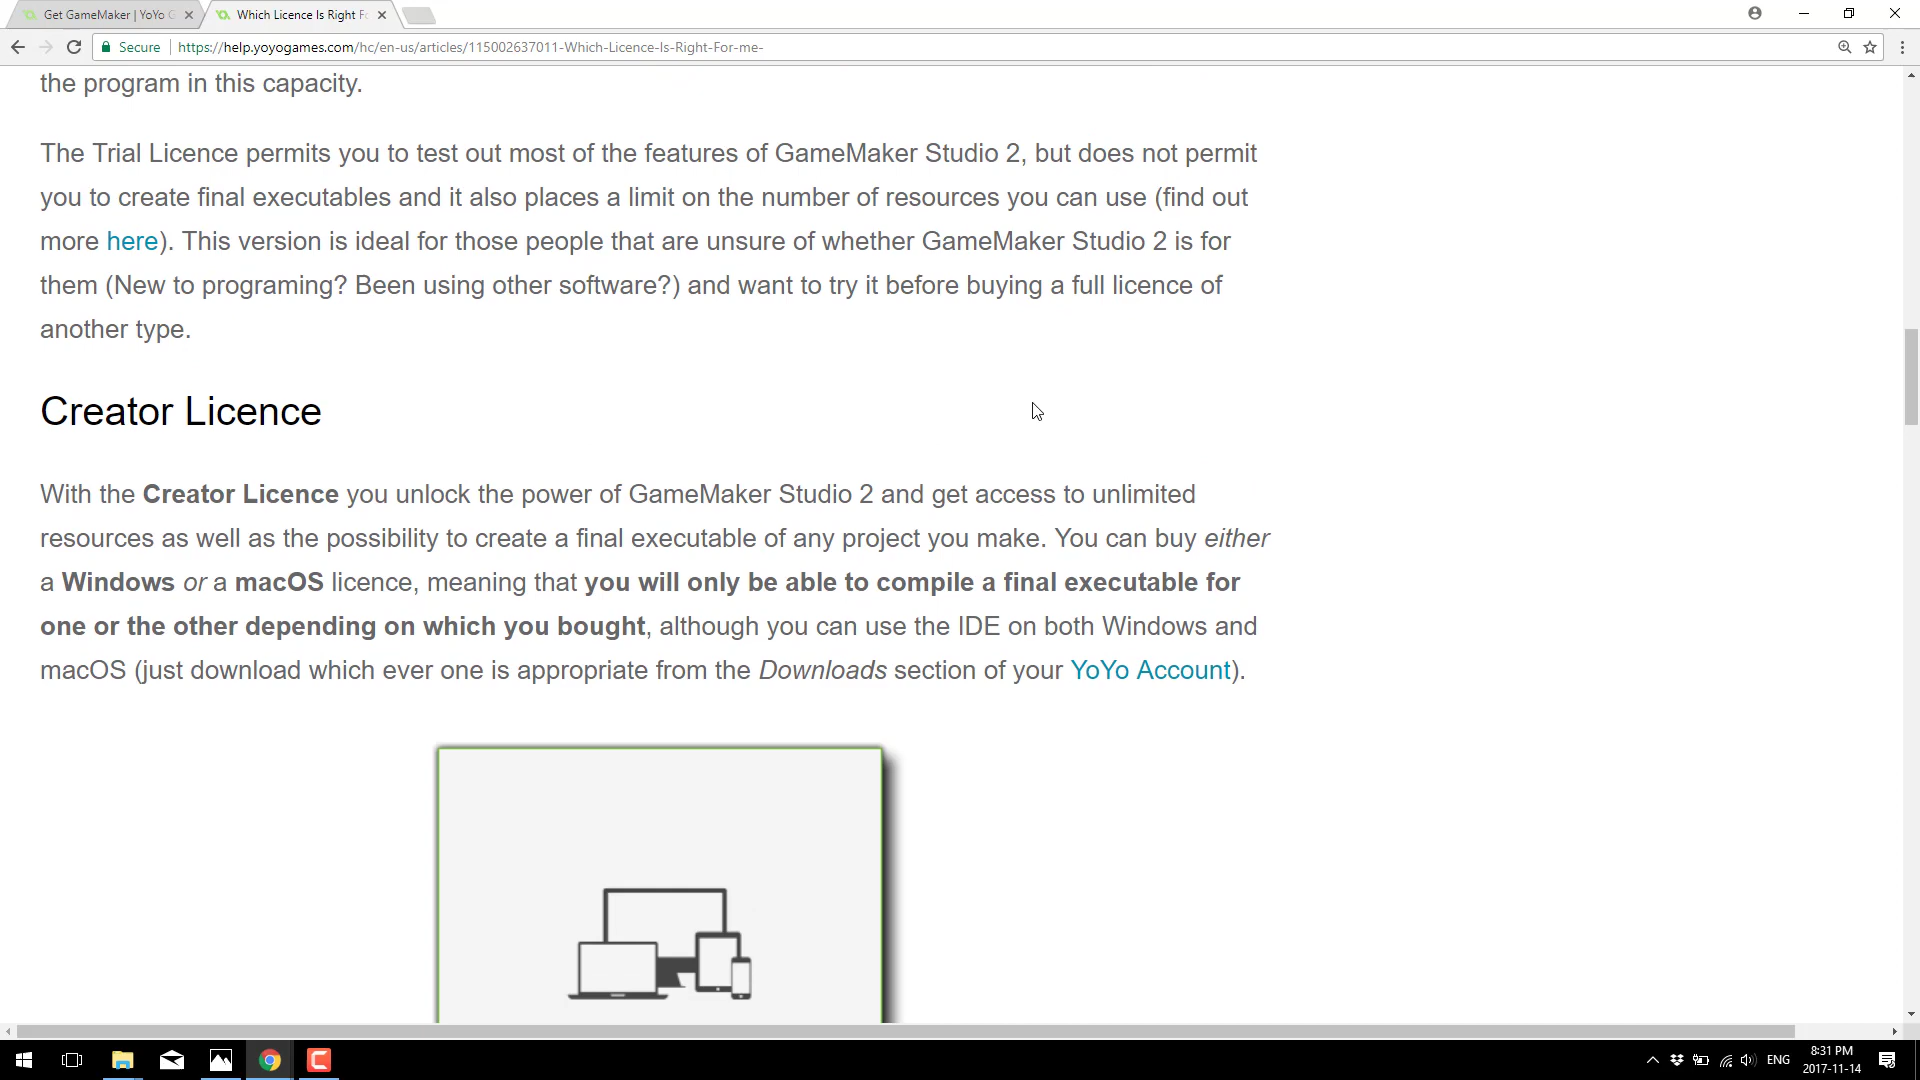 Get GameMaker | YoYo G
Which Licence Is Right Fo
Secure
https://help.yoyogames.com/hc/en-us/articles/115002637011-Which-Licence-Is-Right-For-me-
the program in this capacity.
The Trial Licence permits you to test out most of the features of GameMaker Studio 2, but does not permit
you to create final executables and it also places a limit on the number of resources you can use (find out
more here). This version is ideal for those people that are unsure of whether GameMaker Studio 2 is for
them (New to programing? Been using other software?) and want to try it before buying a full licence of
another type.
Creator Licence
With the Creator Licence you unlock the power of GameMaker Studio 2 and get access to unlimited
resources as well as the possibility to create a final executable of any project you make. You can buy either
a Windows or a macOS licence, meaning that you will only be able to compile a final executable for
one or the other depending on which you bought, although you can use the IDE on both Windows and
macOS (just download which ever one is appropriate from the Downloads section of your YoYo Account).
ENG
8:31 PM
2017-11-14